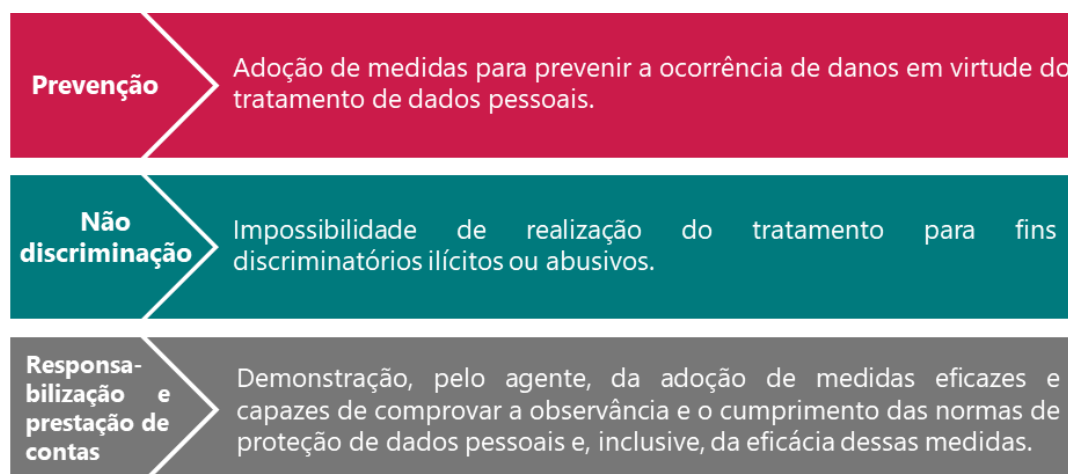 Prevenção
Adoção de medidas para prevenir a ocorrência de danos em virtude do
tratamento de dados pessoais.
Não
discriminação
Impossibilidade de realização do tratamento para fins
discriminatórios ilícitos ou abusivos.
Responsa-
bilização e
prestação de
contas
Demonstração, pelo agente, da adoção de medidas eficazes e
capazes de comprovar a observância e o cumprimento das normas de
proteção de dados pessoais e, inclusive, da eficácia dessas medidas.